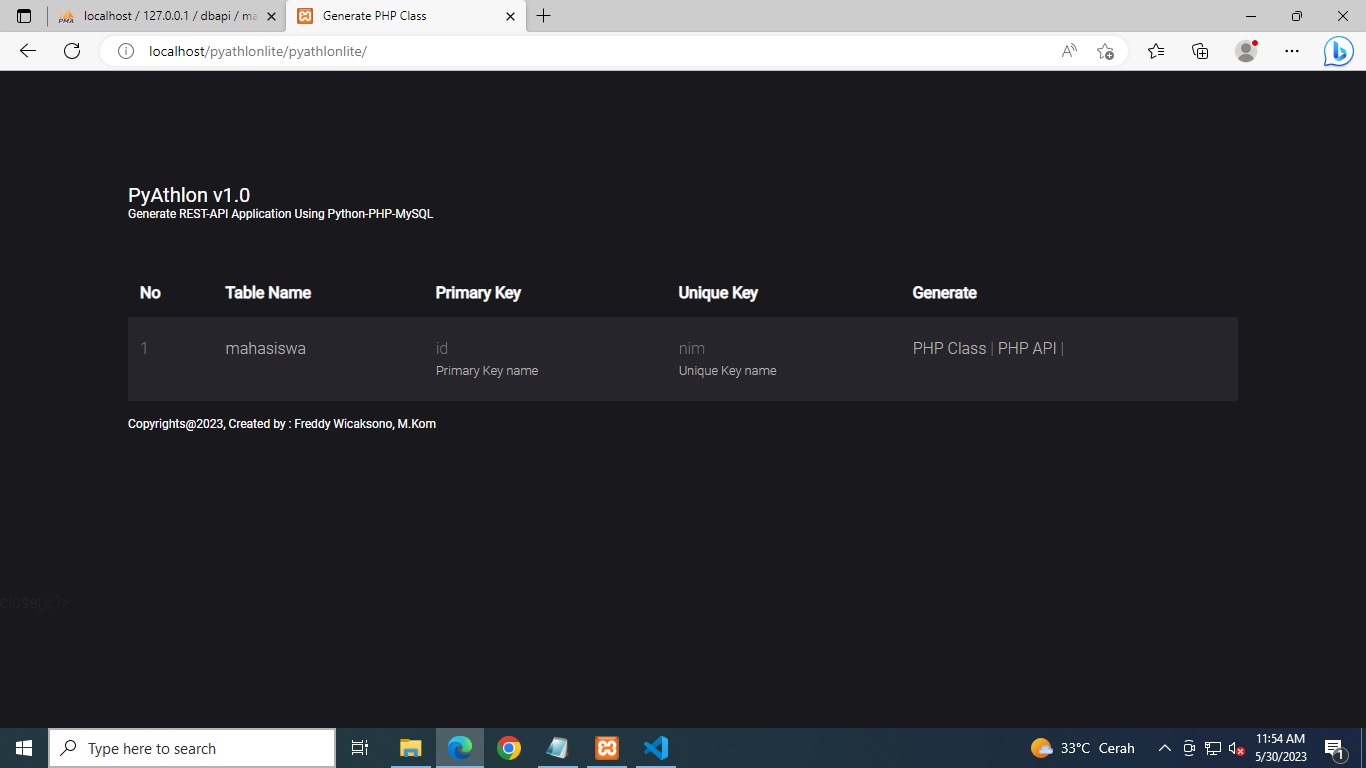 localhost / 127.0.0.1 / dbapi / ma
Generate PHP Class
localhost/pyathlonlite/pyathlonlite/
PyAthlon v1.0
Generate REST-API Application Using Python-PHP-MySQL
No Table Name Primary Key Unique Key Generate
1 mahasiswa id nim PHP Class | PHP API |
Primary Key name Unique Key name
Copyrights@2023, Created by : Freddy Wicaksono, M.Kom
close(); ?>
Type here to search
33°C Cerah
11:54 AM
5/30/2023
1